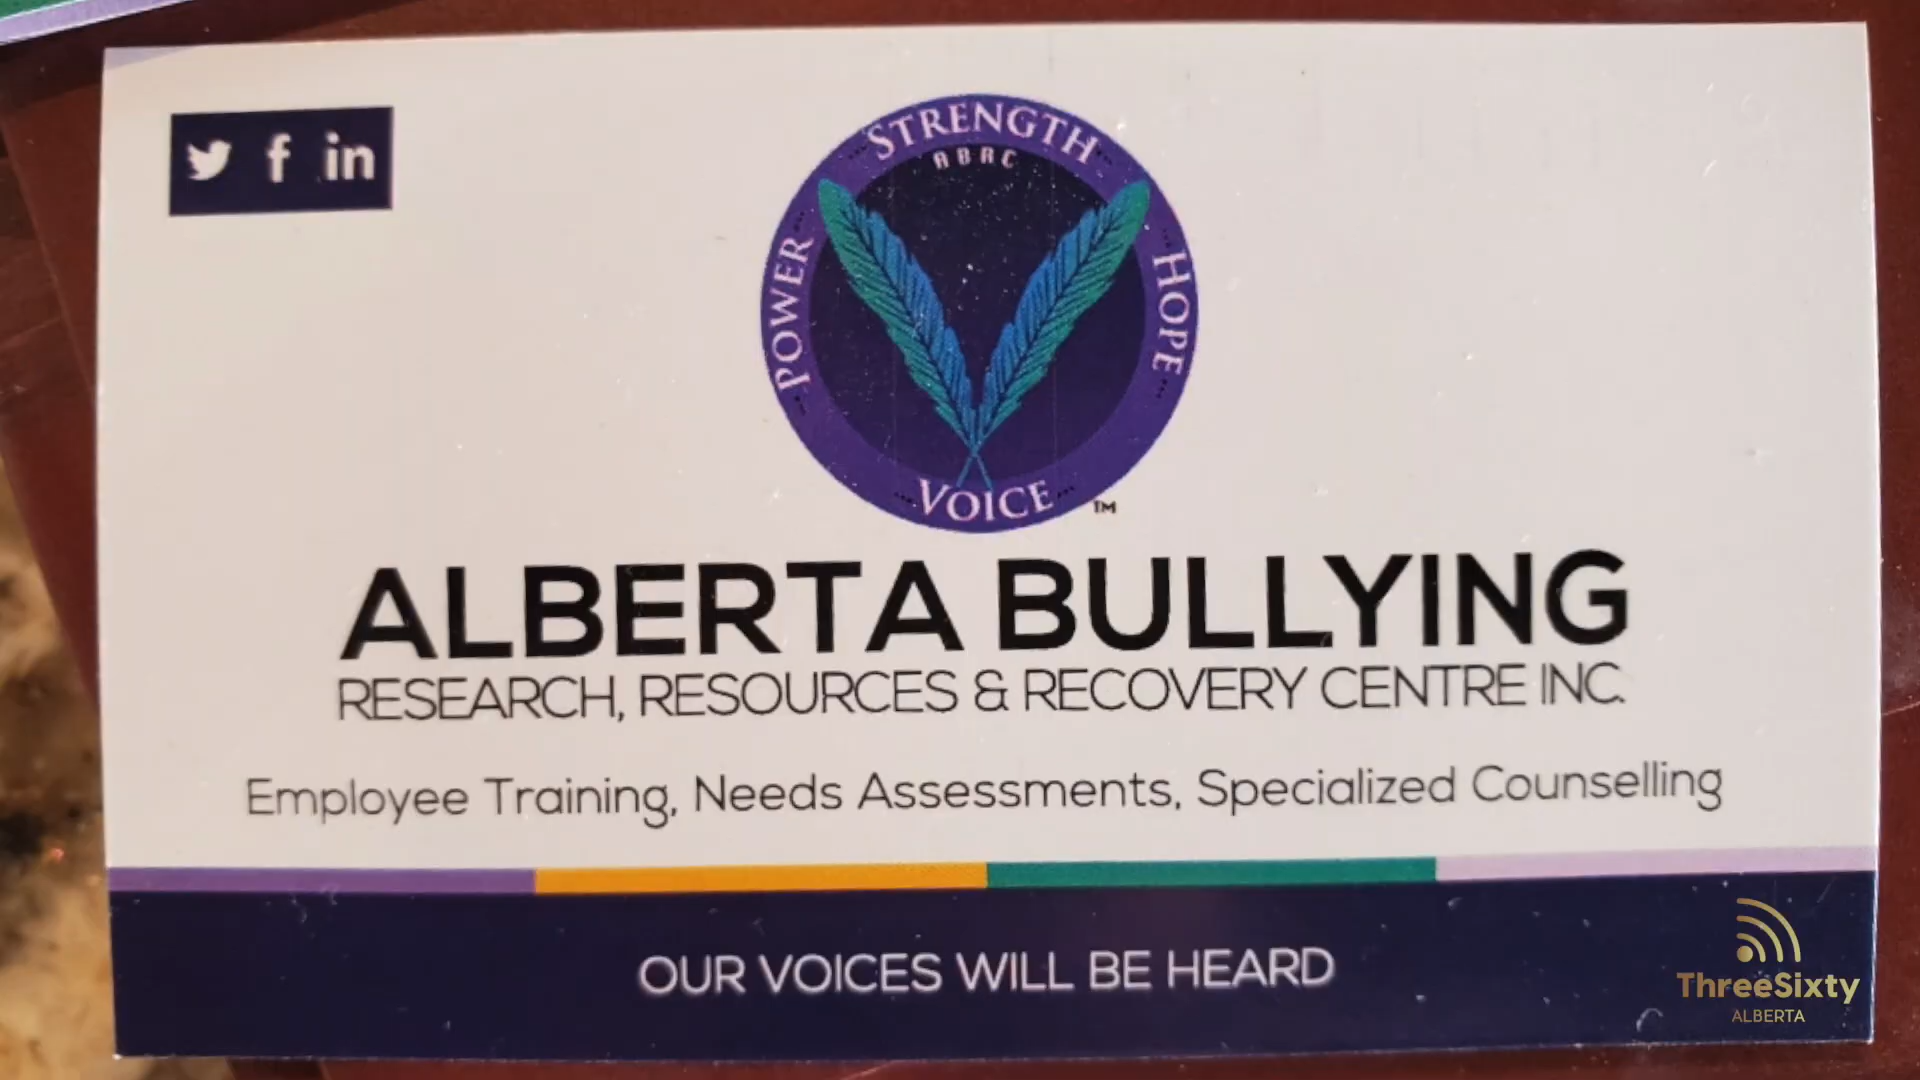 STRENGTH
ABRC
POWER
HOPE
VOICE
TM
ALBERTA BULLYING
RESEARCH, RESOURCES & RECOVERY CENTRE INC.
Employee Training, Needs Assessments, Specialized Counselling
OUR VOICES WILL BE HEARD
ThreeSixty
ALBERTA